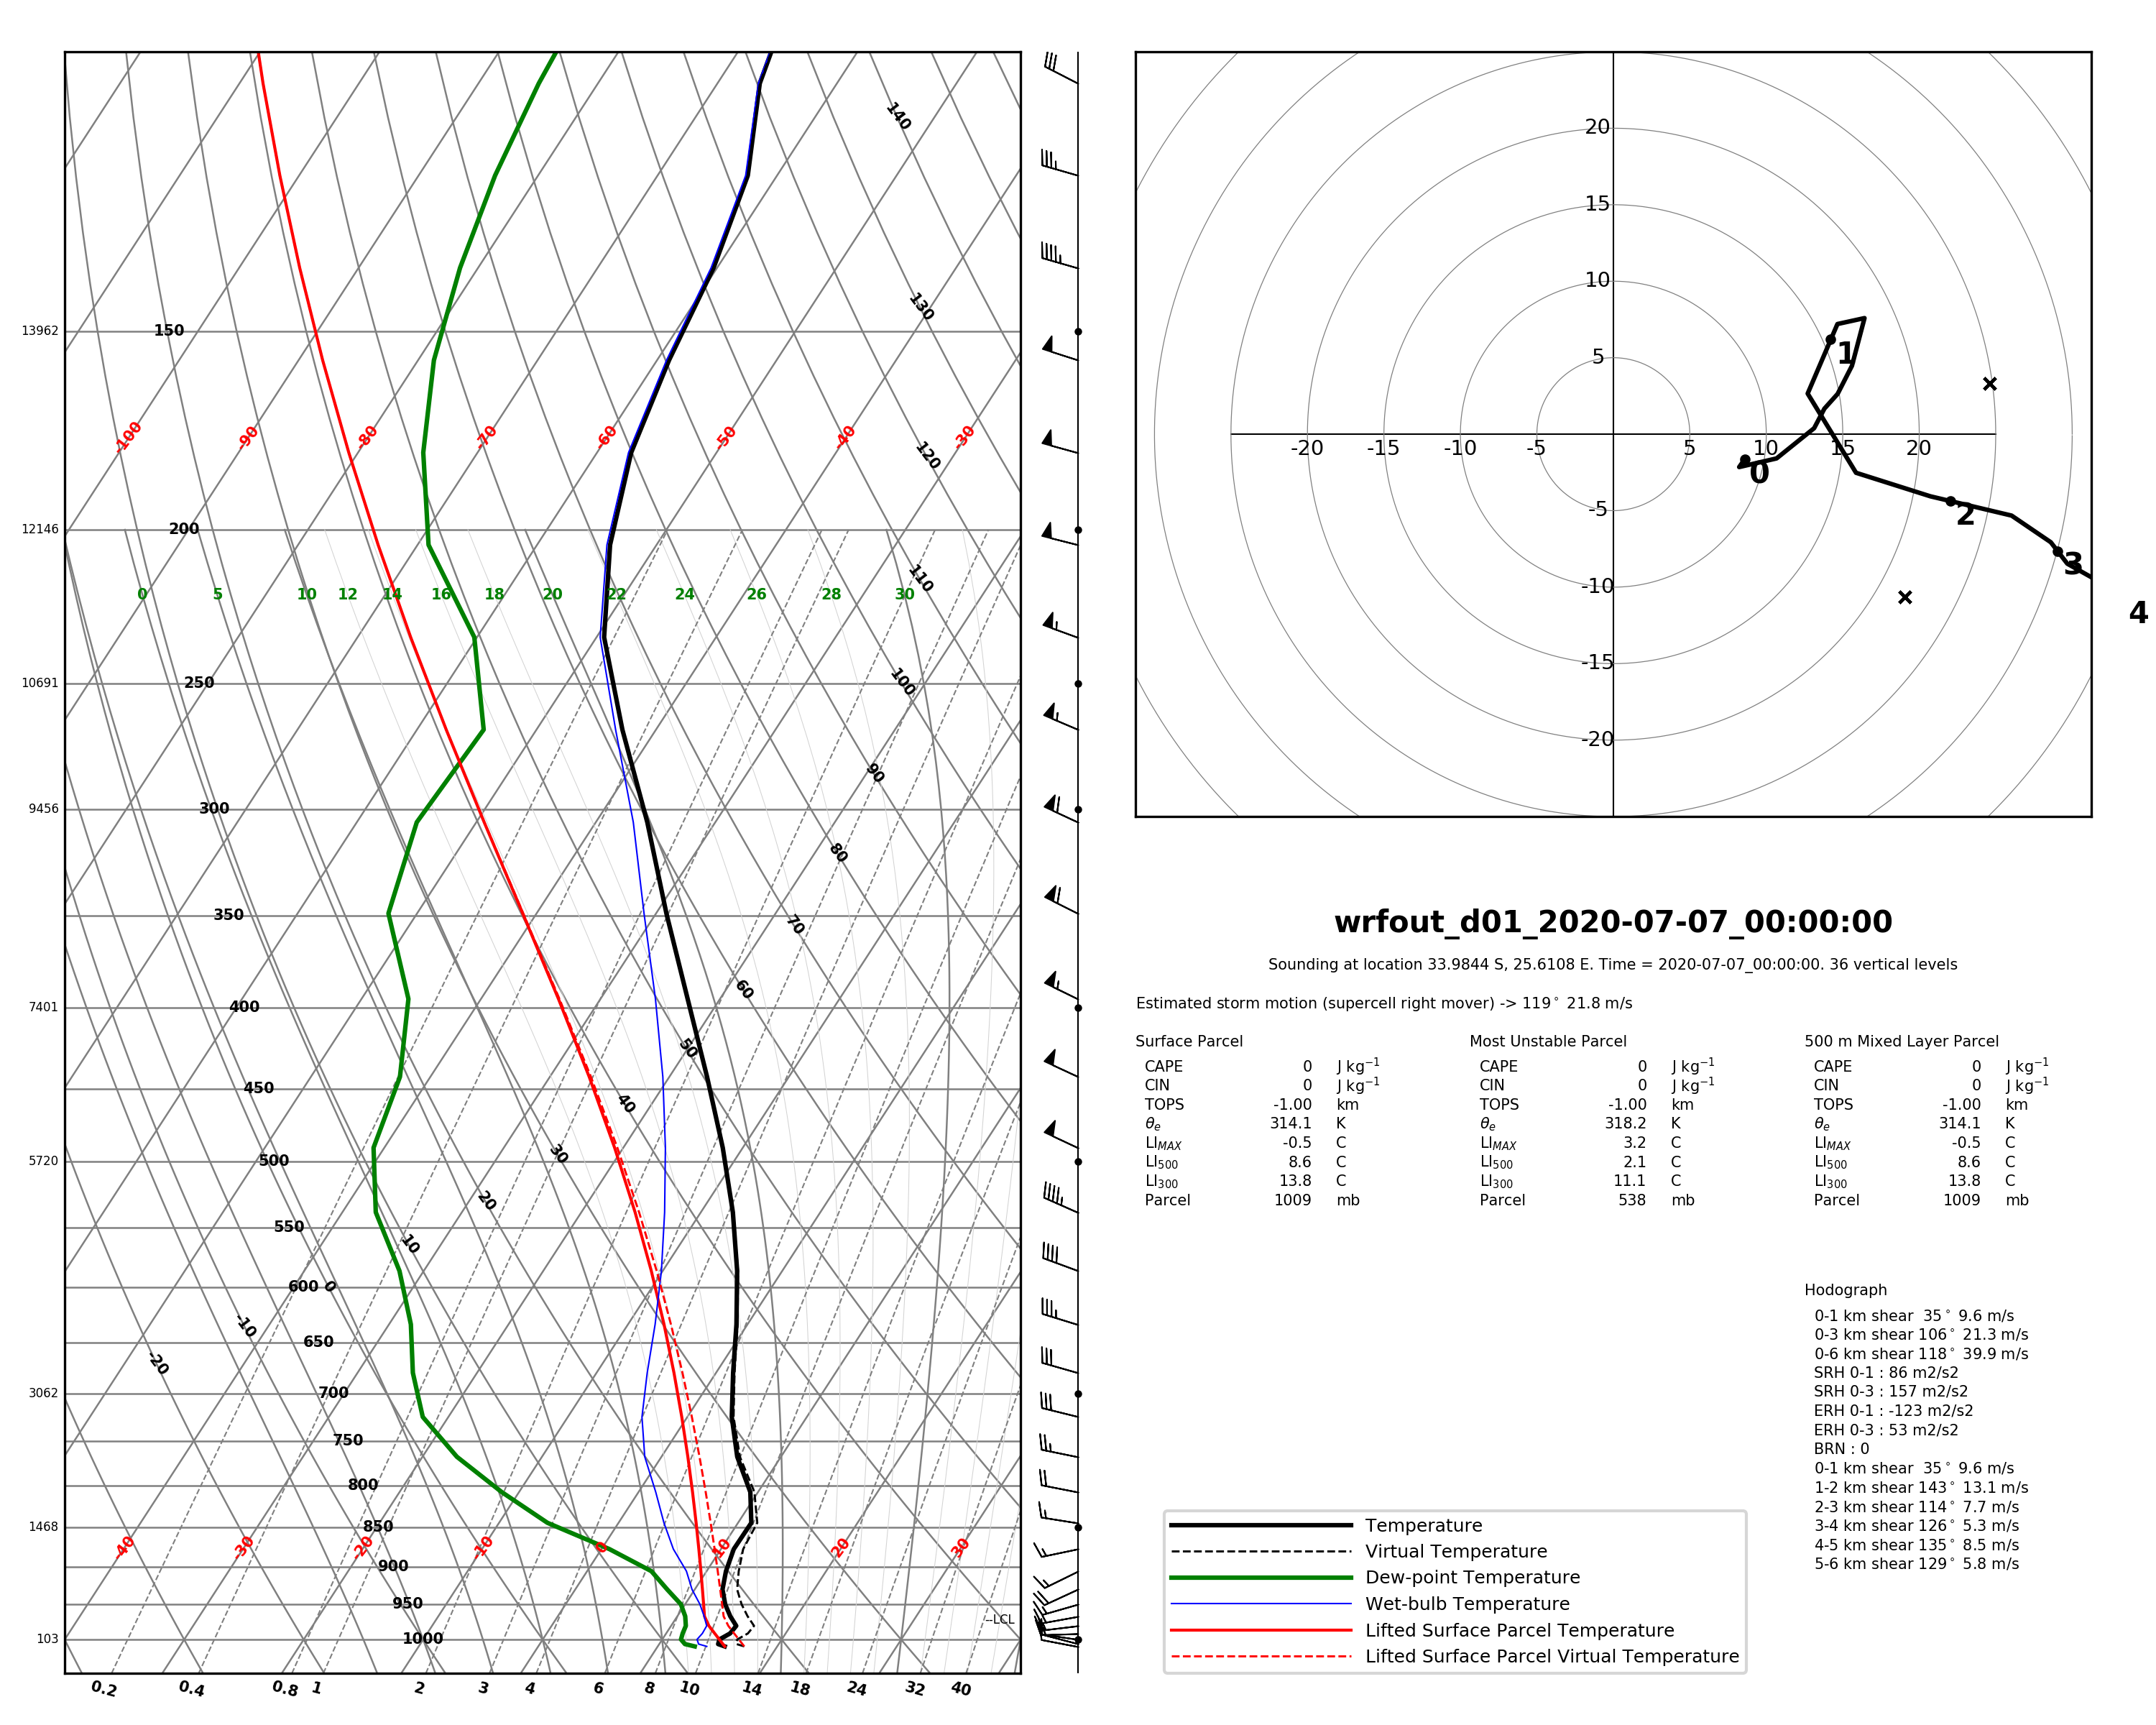 140
130
120
110
100
90
80
70
60
50
40
30
20
10
0
-10
-20
13962 150
-100 -90 -80 -70 -60 -50 -40 -30
12146 200
0 5 10 12 14 16 18 20 22 24 26 28 30
10691 250
9456 300
350
7401 400
450
5720 500
550
600
650
3062 700
750
800
1468 850
-40 -30 -20 -10 0 10 20 30
900
950
--LCL
103 1000
0.2 0.4 0.8 1 2 3 4 6 8 10 14 18 24 32 40
20
15
10
5
-20 -15 -10 -5 5 10 15 20
-5
-10
-15
-20
0
1
2
3
4
wrfout_d01_2020-07-07_00:00:00
Sounding at location 33.9844 S, 25.6108 E. Time = 2020-07-07_00:00:00. 36 vertical levels
Estimated storm motion (supercell right mover) -> 119° 21.8 m/s
Surface Parcel Most Unstable Parcel 500 m Mixed Layer Parcel
CAPE 0 J kg⁻¹ CAPE 0 J kg⁻¹ CAPE 0 J kg⁻¹
CIN 0 J kg⁻¹ CIN 0 J kg⁻¹ CIN 0 J kg⁻¹
TOPS -1.00 km TOPS -1.00 km TOPS -1.00 km
θe 314.1 K θe 318.2 K θe 314.1 K
LIMAX -0.5 C LIMAX 3.2 C LIMAX -0.5 C
LI500 8.6 C LI500 2.1 C LI500 8.6 C
LI300 13.8 C LI300 11.1 C LI300 13.8 C
Parcel 1009 mb Parcel 538 mb Parcel 1009 mb
Hodograph
0-1 km shear 35° 9.6 m/s
0-3 km shear 106° 21.3 m/s
0-6 km shear 118° 39.9 m/s
SRH 0-1 : 86 m2/s2
SRH 0-3 : 157 m2/s2
ERH 0-1 : -123 m2/s2
ERH 0-3 : 53 m2/s2
BRN : 0
0-1 km shear 35° 9.6 m/s
1-2 km shear 143° 13.1 m/s
2-3 km shear 114° 7.7 m/s
3-4 km shear 126° 5.3 m/s
4-5 km shear 135° 8.5 m/s
5-6 km shear 129° 5.8 m/s
Temperature
Virtual Temperature
Dew-point Temperature
Wet-bulb Temperature
Lifted Surface Parcel Temperature
Lifted Surface Parcel Virtual Temperature